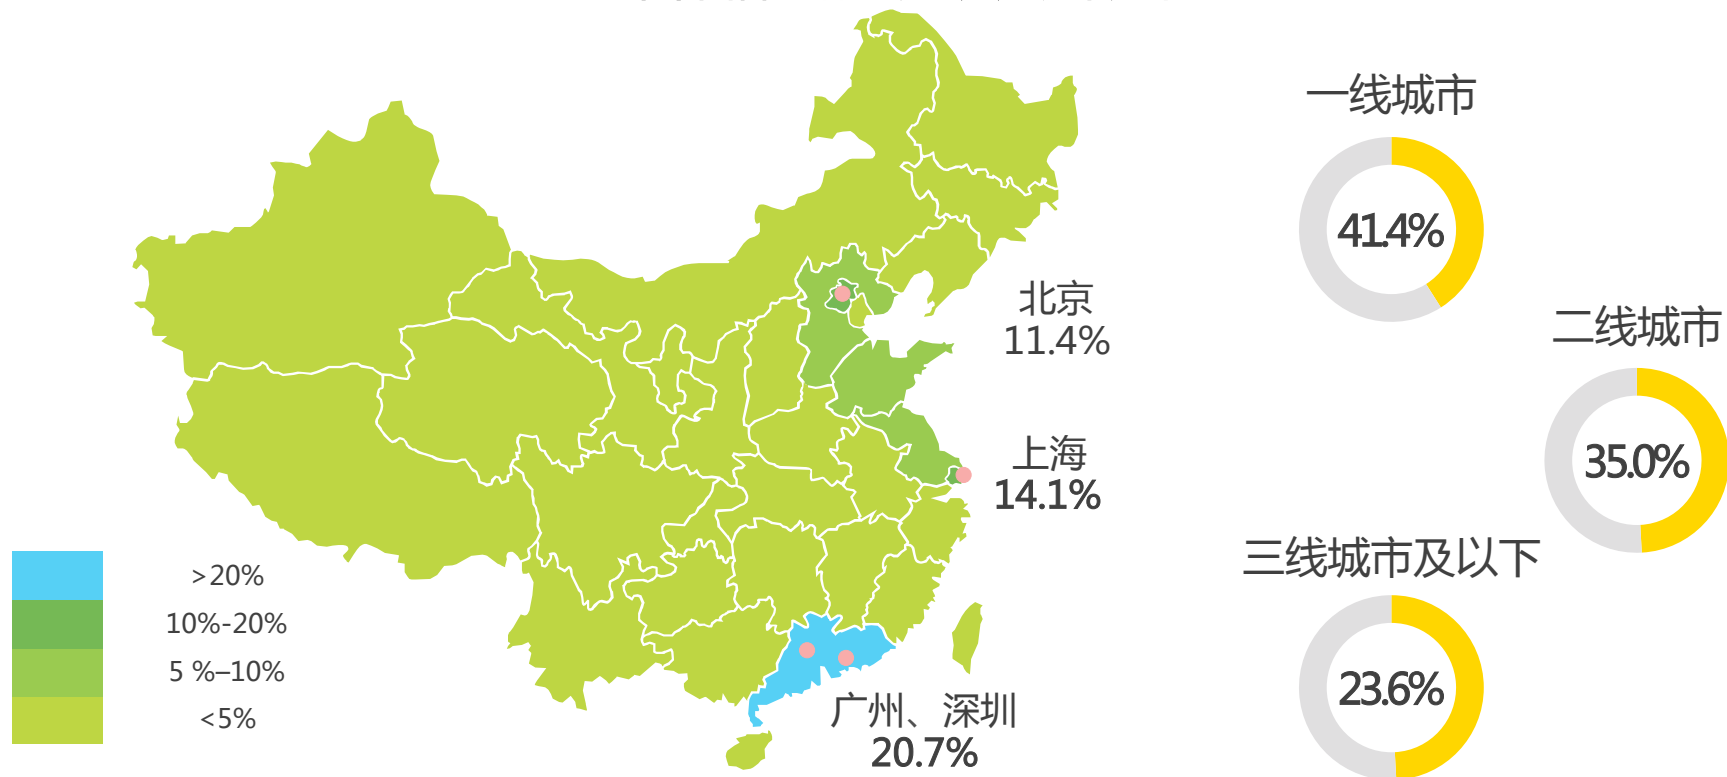 一线城市
41.4%
北京
11.4%
二线城市
35.0%
上海
14.1%
三线城市及以下
23.6%
>20%
10%-20%
5 %–10%
<5%
广州、深圳
20.7%